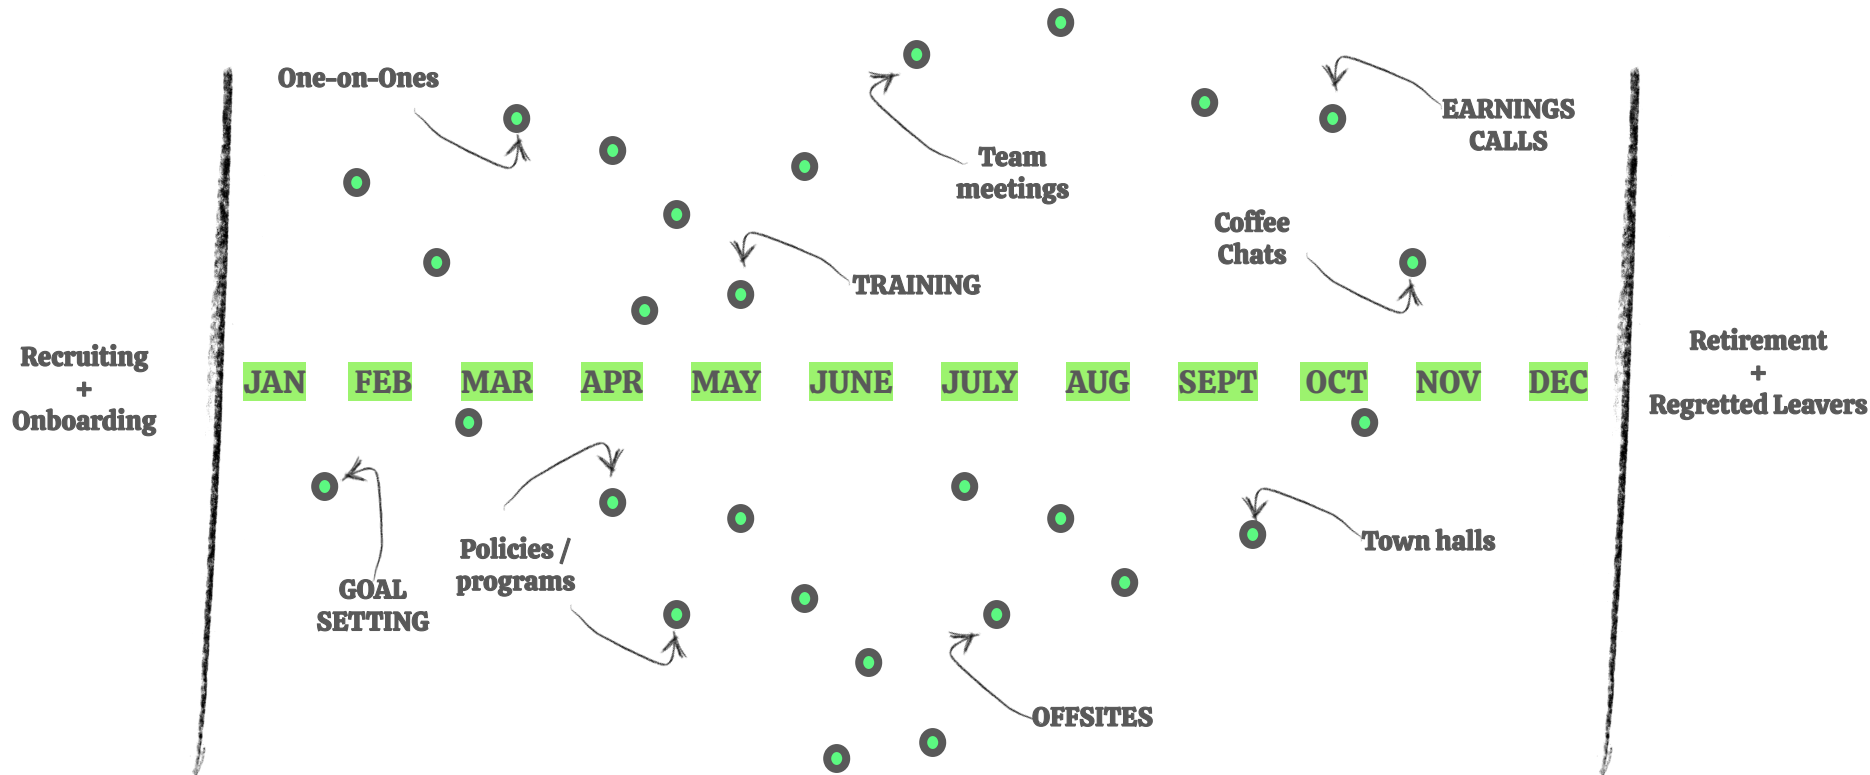 One-on-Ones
EARNINGS
CALLS
Team
meetings
Coffee
Chats
TRAINING
Recruiting
+
Onboarding
JAN FEB MAR APR MAY JUNE JULY AUG SEPT OCT NOV DEC
Retirement
+
Regretted Leavers
GOAL
SETTING
Policies /
programs
Town halls
OFFSITES